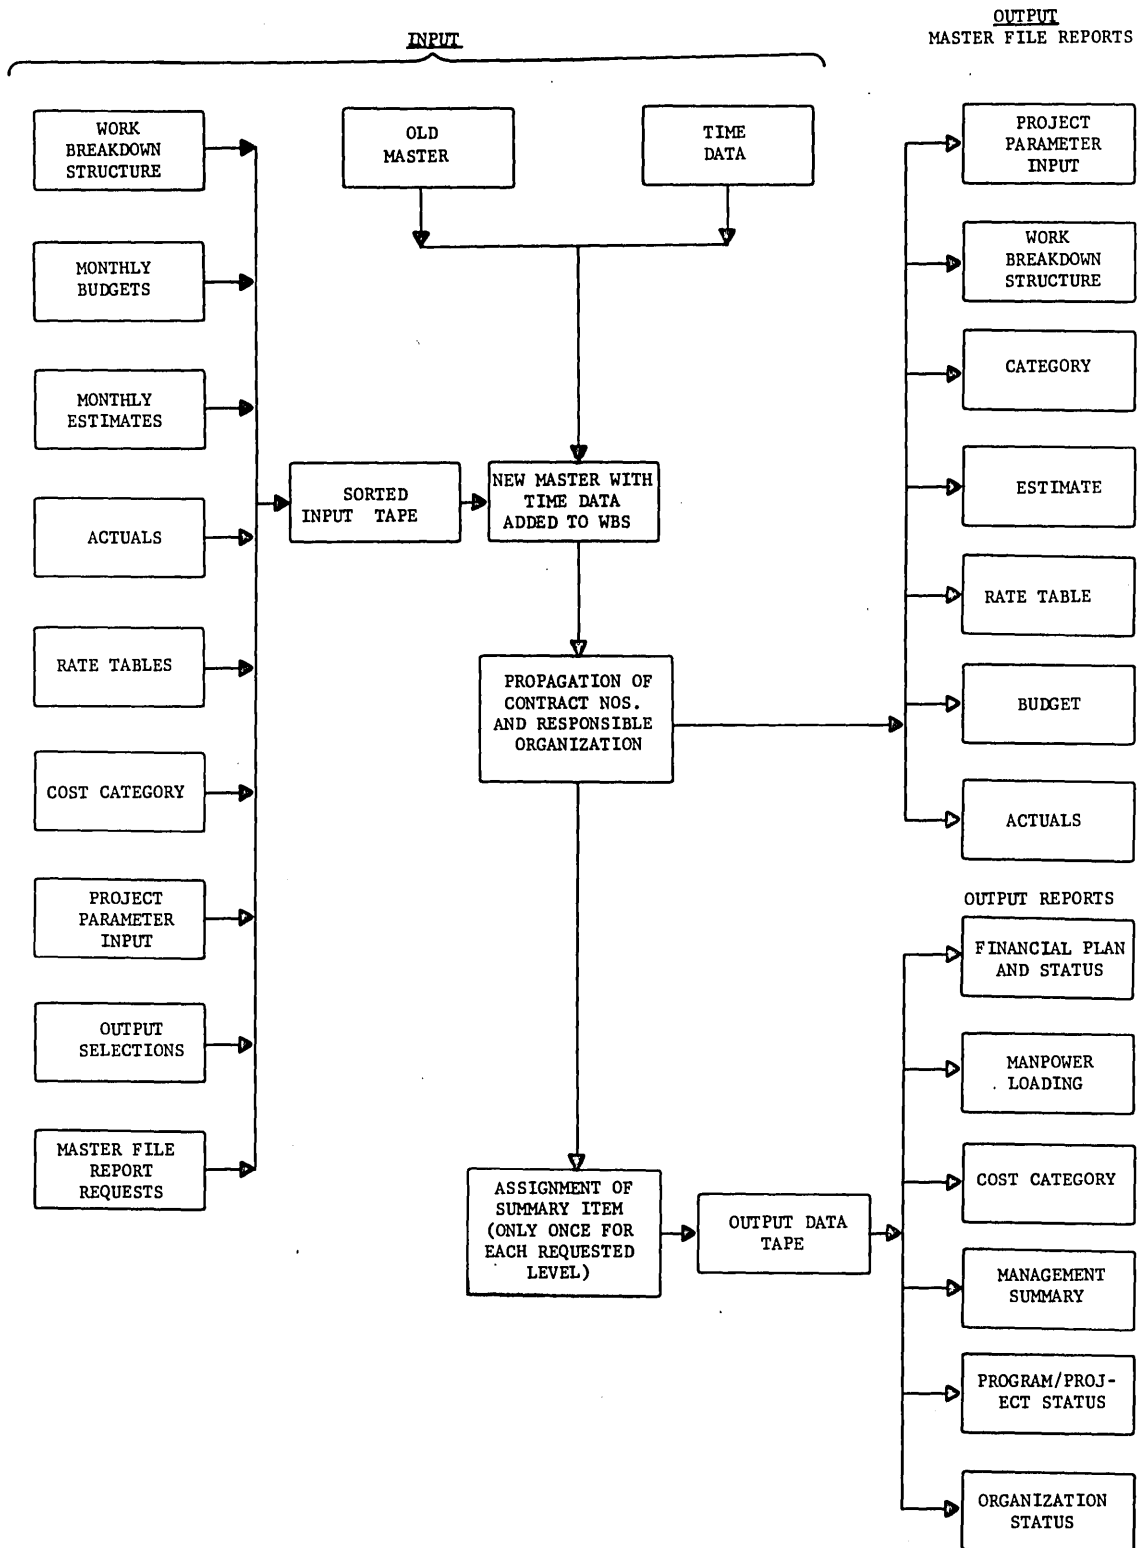 OUTPUT
MASTER FILE REPORTS
INPUT
WORK
BREAKDOWN
STRUCTURE
MONTHLY
BUDGETS
MONTHLY
ESTIMATES
ACTUALS
RATE TABLES
COST CATEGORY
PROJECT
PARAMETER
INPUT
OUTPUT
SELECTIONS
MASTER FILE
REPORT
REQUESTS
OLD
MASTER
TIME
DATA
SORTED
INPUT TAPE
NEW MASTER WITH
TIME DATA
ADDED TO WBS
PROPAGATION OF
CONTRACT NOS.
AND RESPONSIBLE
ORGANIZATION
ASSIGNMENT OF
SUMMARY ITEM
(ONLY ONCE FOR
EACH REQUESTED
LEVEL)
OUTPUT DATA
TAPE
PROJECT
PARAMETER
INPUT
WORK
BREAKDOWN
STRUCTURE
CATEGORY
ESTIMATE
RATE TABLE
BUDGET
ACTUALS
OUTPUT REPORTS
FINANCIAL PLAN
AND STATUS
MANPOWER
LOADING
COST CATEGORY
MANAGEMENT
SUMMARY
PROGRAM/PROJ-
ECT STATUS
ORGANIZATION
STATUS